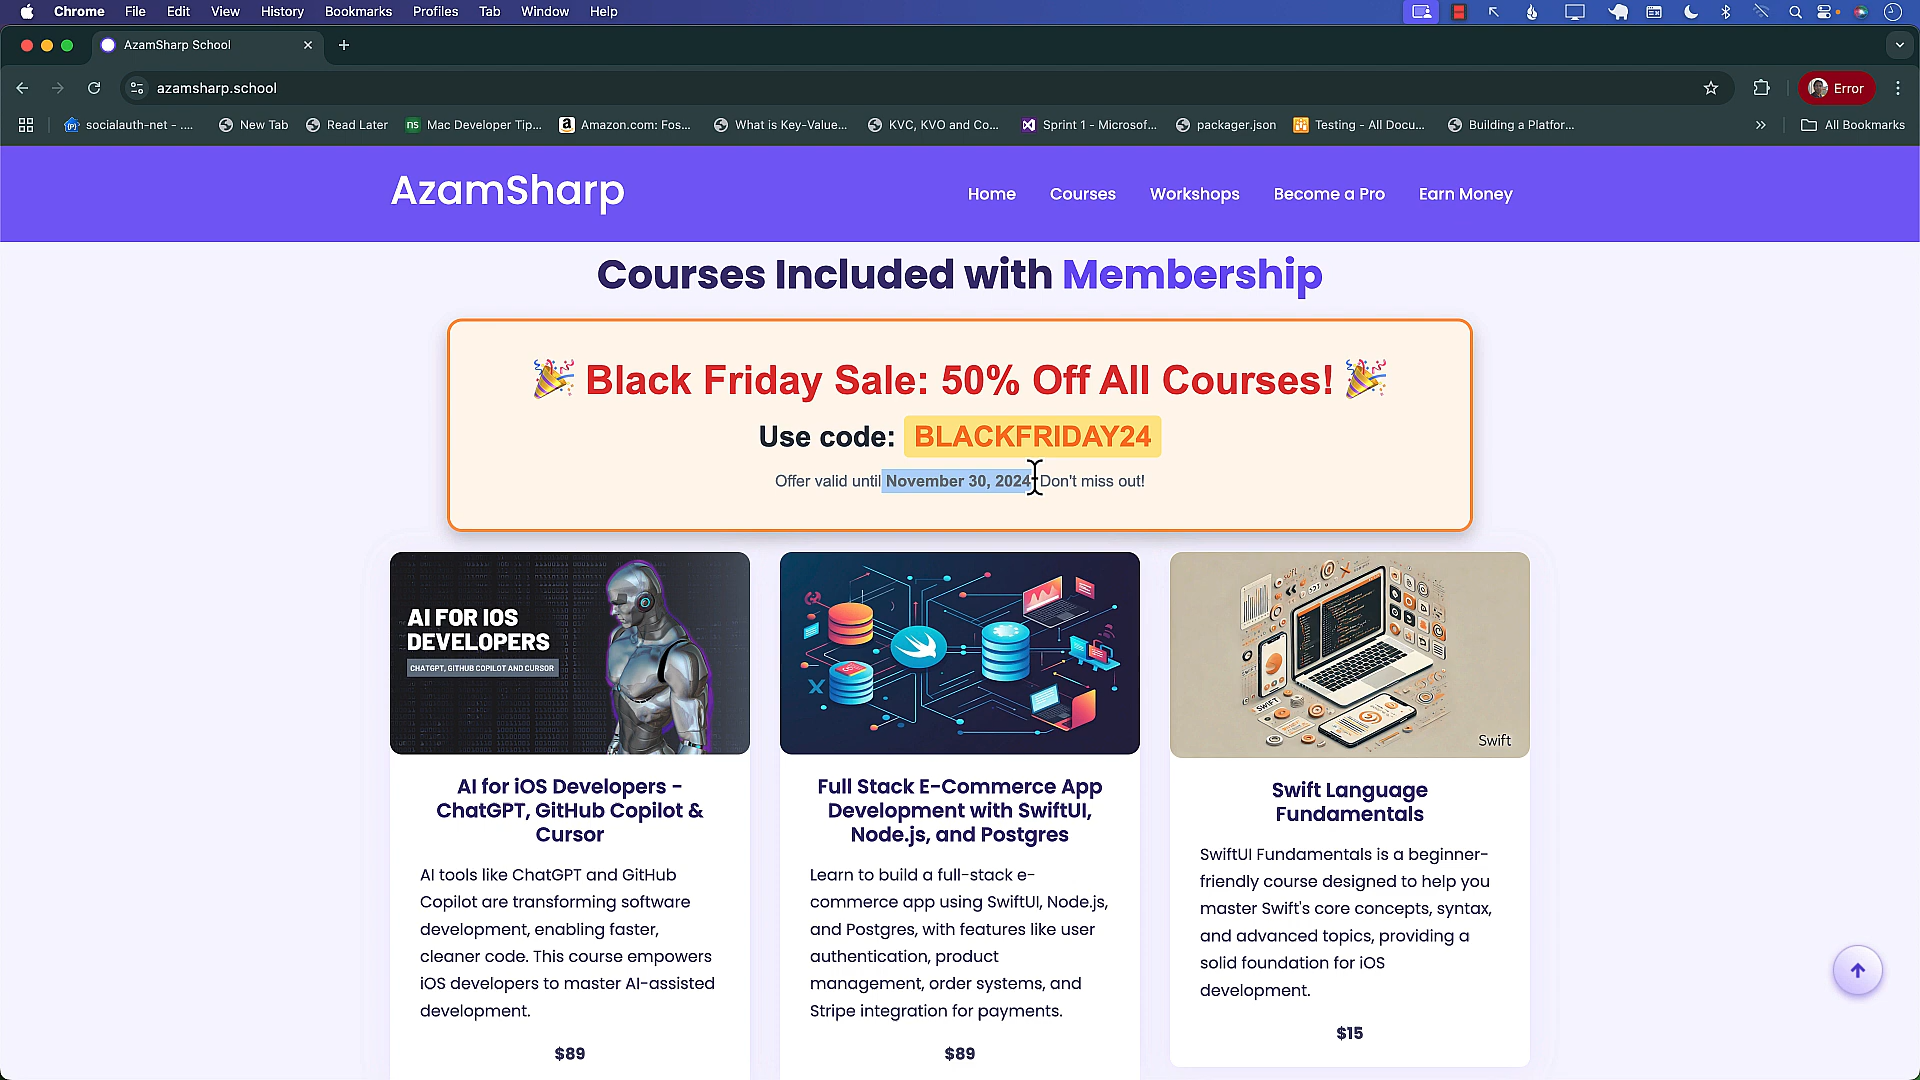 Chrome File Edit View History Bookmarks Profiles Tab Window Help
AzamSharp School
azamsharp.school
Error
socialauth-net - .... New Tab Read Later ns Mac Developer Tip... Amazon.com: Fos... What is Key-Value... KVC, KVO and Co... Sprint 1 - Microsof... packager.json Testing - All Docu... Building a Platfor... All Bookmarks
AzamSharp
Home Courses Workshops Become a Pro Earn Money
Courses Included with Membership
🎉 Black Friday Sale: 50% Off All Courses! 🎉
Use code: BLACKFRIDAY24
Offer valid until November 30, 2024 Don't miss out!
AI FOR IOS
DEVELOPERS
CHATGPT, GITHUB COPILOT AND CURSOR
Swift
AI for iOS Developers -
ChatGPT, GitHub Copilot &
Cursor
AI tools like ChatGPT and GitHub
Copilot are transforming software
development, enabling faster,
cleaner code. This course empowers
iOS developers to master AI-assisted
development.
$89
Full Stack E-Commerce App
Development with SwiftUI,
Node.js, and Postgres
Learn to build a full-stack e-
commerce app using SwiftUI, Node.js,
and Postgres, with features like user
authentication, product
management, order systems, and
Stripe integration for payments.
$89
Swift Language
Fundamentals
SwiftUI Fundamentals is a beginner-
friendly course designed to help you
master Swift's core concepts, syntax,
and advanced topics, providing a
solid foundation for iOS
development.
$15